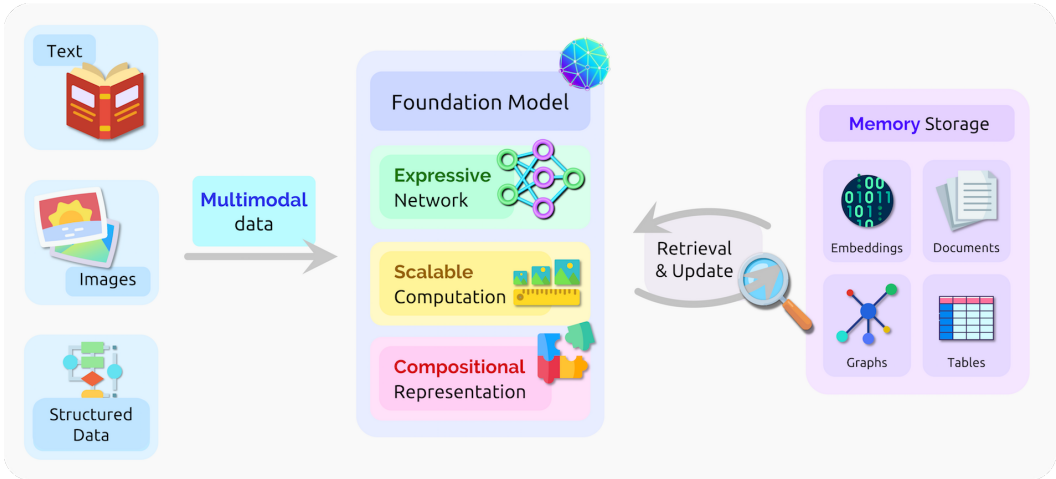 Text
Images
Structured
Data
Multimodal
data
Foundation Model
Expressive
Network
Scalable
Computation
Compositional
Representation
Retrieval
& Update
Memory Storage
Embeddings
Documents
Graphs
Tables